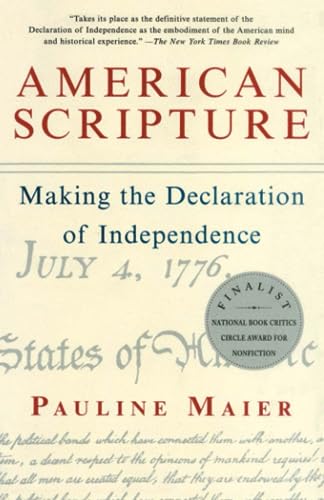 "Takes its place as the definitive statement of the
Declaration of Independence as the embodiment of the American mind
and historical experience." —The New York Times Book Review
AMERICAN
SCRIPTURE
Making the Declaration
of Independence
JULY 4, 1776.
FINALIST
NATIONAL BOOK CRITICS
CIRCLE AWARD FOR
NONFICTION
States of
PAULINE MAIER
the political bonds which have connected them with another, a
tion, a decent respect to the opinions of mankind requires
that all men are created equal, that they are endowed by th